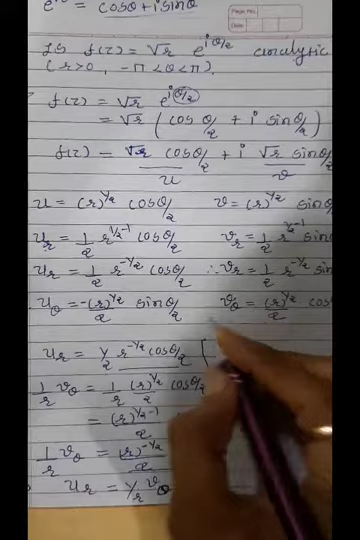 e^{iθ} = cosθ + i sinθ
Page No.
Date
Is f(z) = √r e^{iθ/2} analytic
(r>0, -π<θ<π).
f(z) = √r e^{iθ/2}
= √r (cos θ/2 + i sin θ/2)
f(z) = √r cos θ/2 + i √r sin θ/2
u v
u = (r)^{1/2} cos θ/2 v = (r)^{1/2} sin
u_r = 1/2 r^{1/2-1} cos θ/2 v_r = 1/2 r^{1/2-1} sin
u_r = 1/2 r^{-1/2} cos θ/2 ∴ v_r = 1/2 r^{-1/2} sin
u_θ = -(r)^{1/2}/2 sin θ/2 v_θ = (r)^{1/2}/2 cos
u_r = 1/2 r^{-1/2} cos θ/2
1/r v_θ = 1/r (r)^{1/2}/2 cos θ/2
= (r)^{1/2-1}/2
1/r v_θ = (r)^{-1/2}/2
u_r = 1/r v_θ